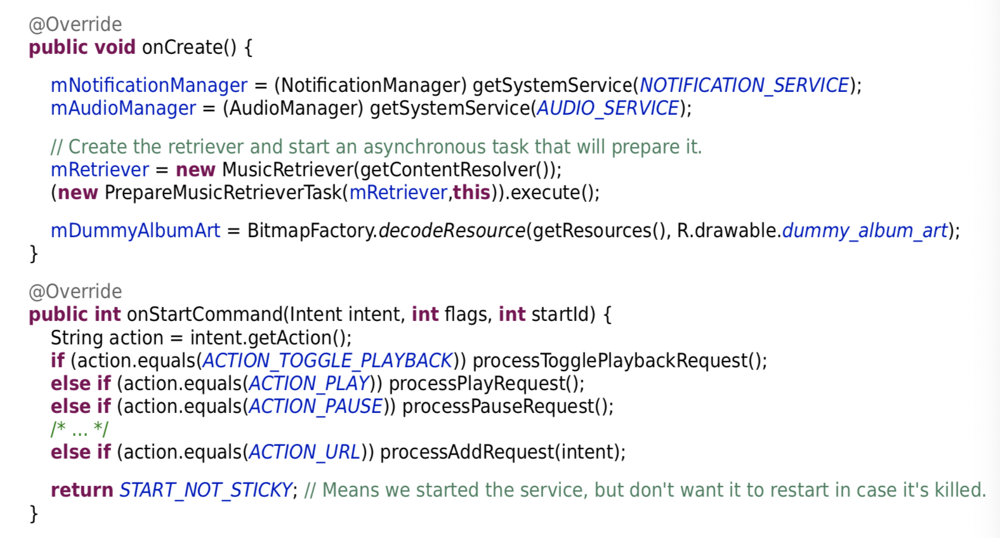 @Override
public void onCreate() {
mNotificationManager = (NotificationManager) getSystemService(NOTIFICATION_SERVICE);
mAudioManager = (AudioManager) getSystemService(AUDIO_SERVICE);
// Create the retriever and start an asynchronous task that will prepare it.
mRetriever = new MusicRetriever(getContentResolver());
(new PrepareMusicRetrieverTask(mRetriever,this)).execute();
mDummyAlbumArt = BitmapFactory.decodeResource(getResources(), R.drawable.dummy_album_art);
}
@Override
public int onStartCommand(Intent intent, int flags, int startId) {
String action = intent.getAction();
if (action.equals(ACTION_TOGGLE_PLAYBACK)) processTogglePlaybackRequest();
else if (action.equals(ACTION_PLAY)) processPlayRequest();
else if (action.equals(ACTION_PAUSE)) processPauseRequest();
/* ... */
else if (action.equals(ACTION_URL)) processAddRequest(intent);
return START_NOT_STICKY; // Means we started the service, but don't want it to restart in case it's killed.
}